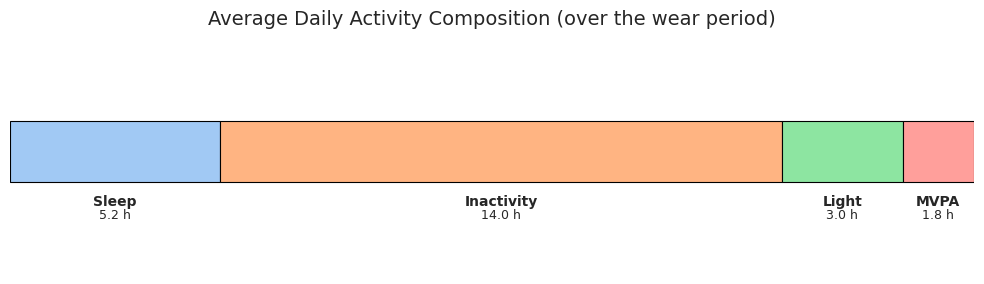 Average Daily Activity Composition (over the wear period)
Sleep
5.2 h
Inactivity
14.0 h
Light
3.0 h
MVPA
1.8 h